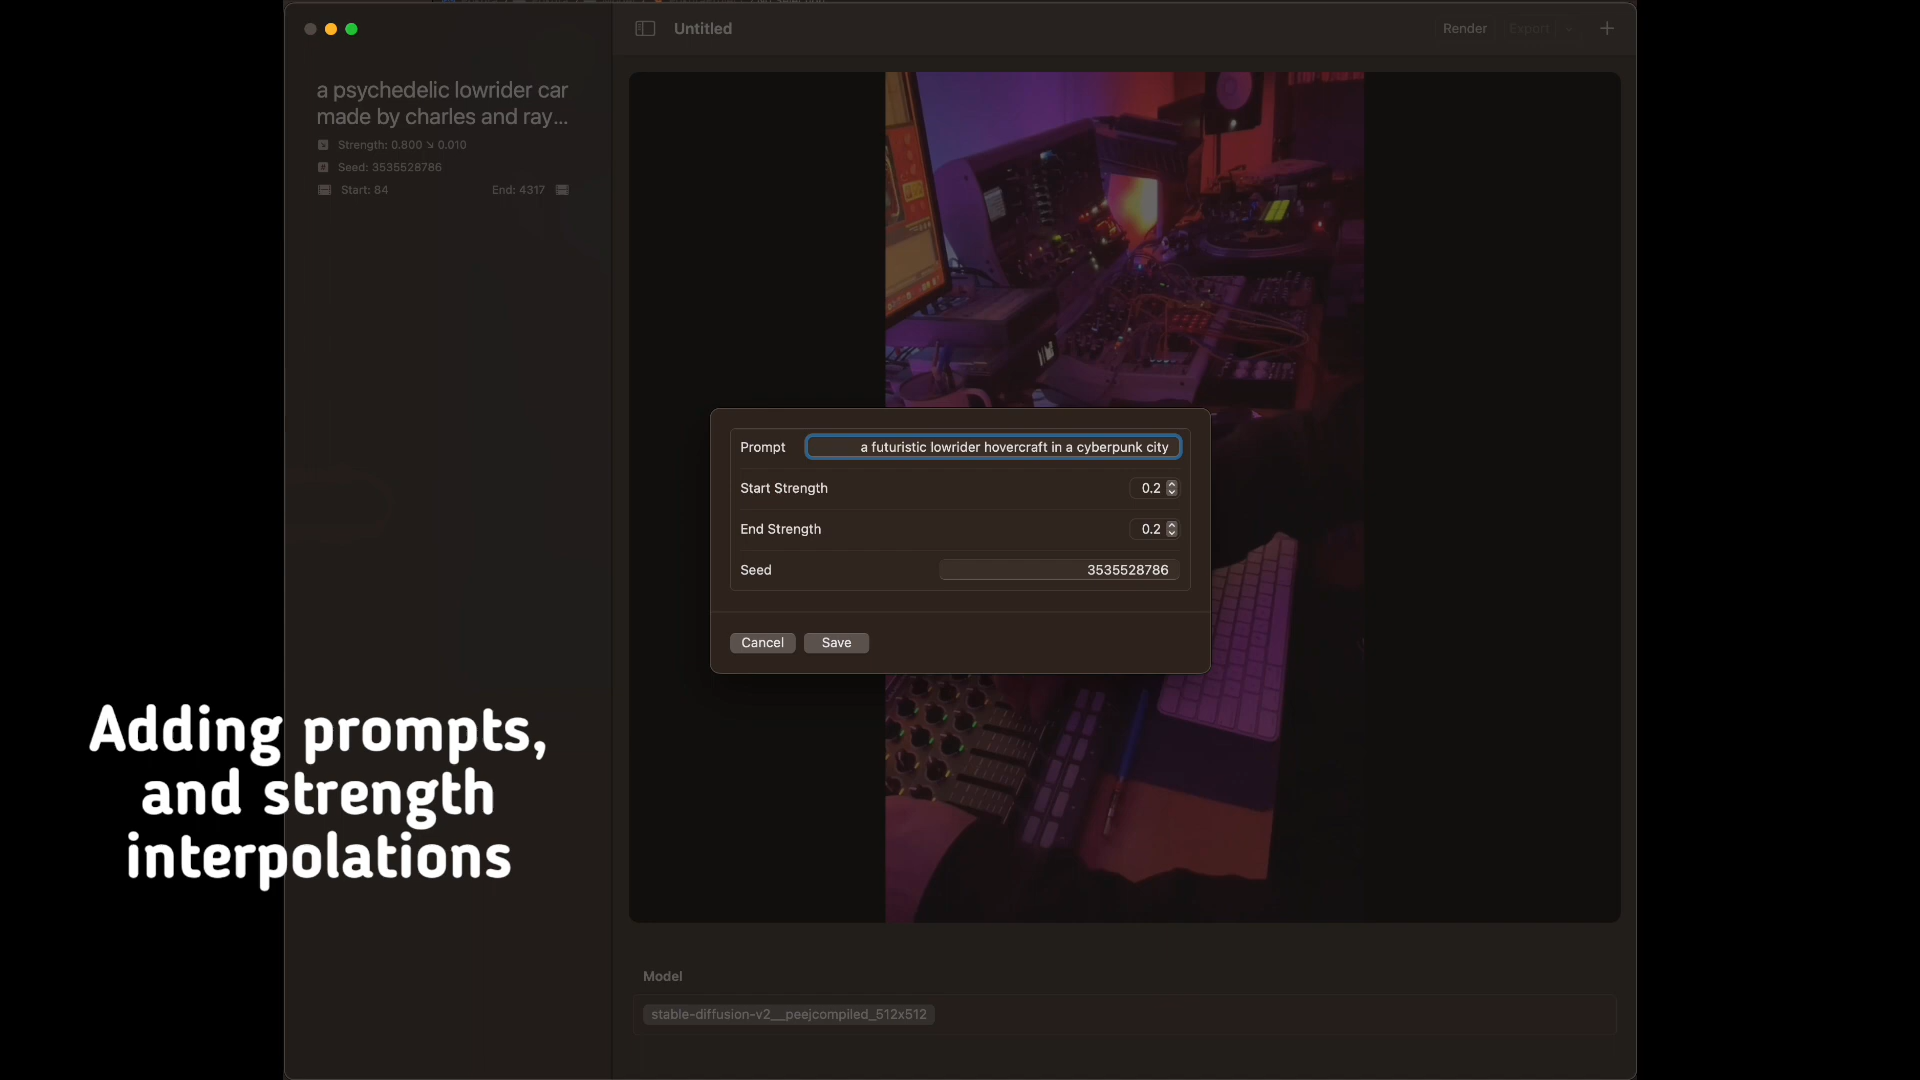 Untitled
Render
Export
a psychedelic lowrider car
made by charles and ray...
Strength: 0.800 ↘ 0.010
Seed: 3535528786
Start: 84
End: 4317
Prompt
a futuristic lowrider hovercraft in a cyberpunk city
Start Strength
0.2
End Strength
0.2
Seed
3535528786
Cancel
Save
Adding prompts,
and strength
interpolations
Model
stable-diffusion-v2__peejcompiled_512x512